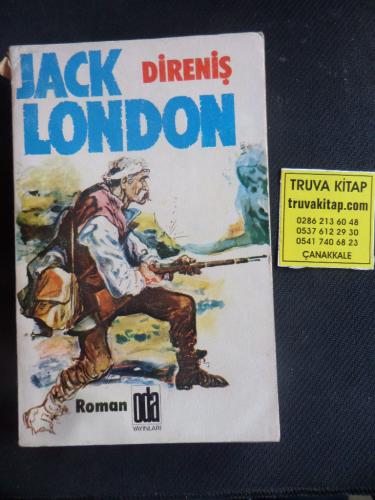 JACK
DİRENİŞ
LONDON
Roman
oda
YAYINLARI
TRUVA KİTAP
truvakitap.com
0286 213 60 48
0537 612 29 30
0541 740 68 23
ÇANAKKALE